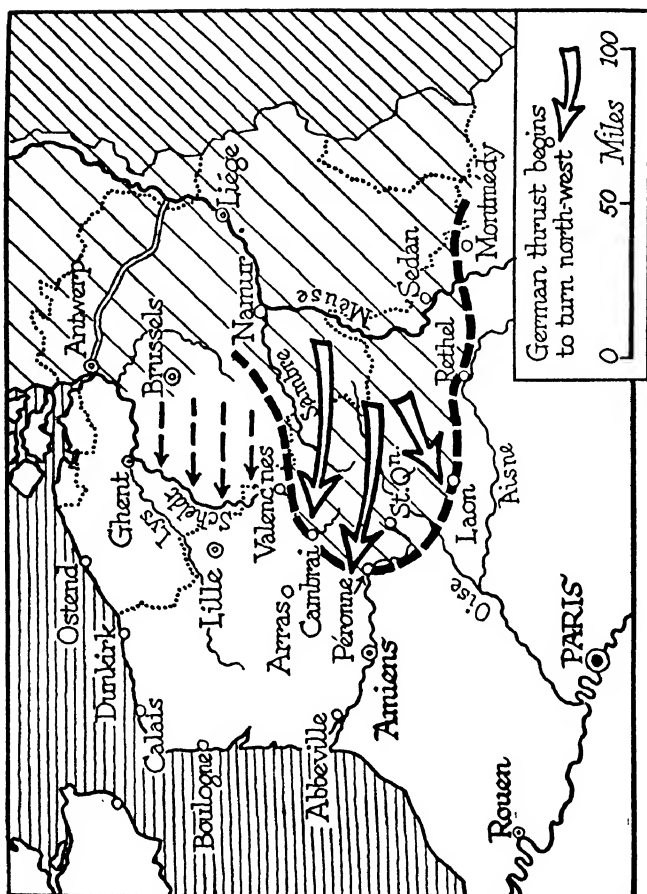 Ostend
Antwerp
Dunkirk
Ghent
Calais
Brussels
Lys
Scheldt
Boulogne
Lille
Liége
Namur
Arras
Sambre
Cambrai
Abbeville
Péronne
Meuse
Amiens
St.Qu.
Sedan
Rethel
Laon
Montmédy
Oise
Aisne
Rouen
PARIS
German thrust begins
to turn north-west
0 50 Miles 100